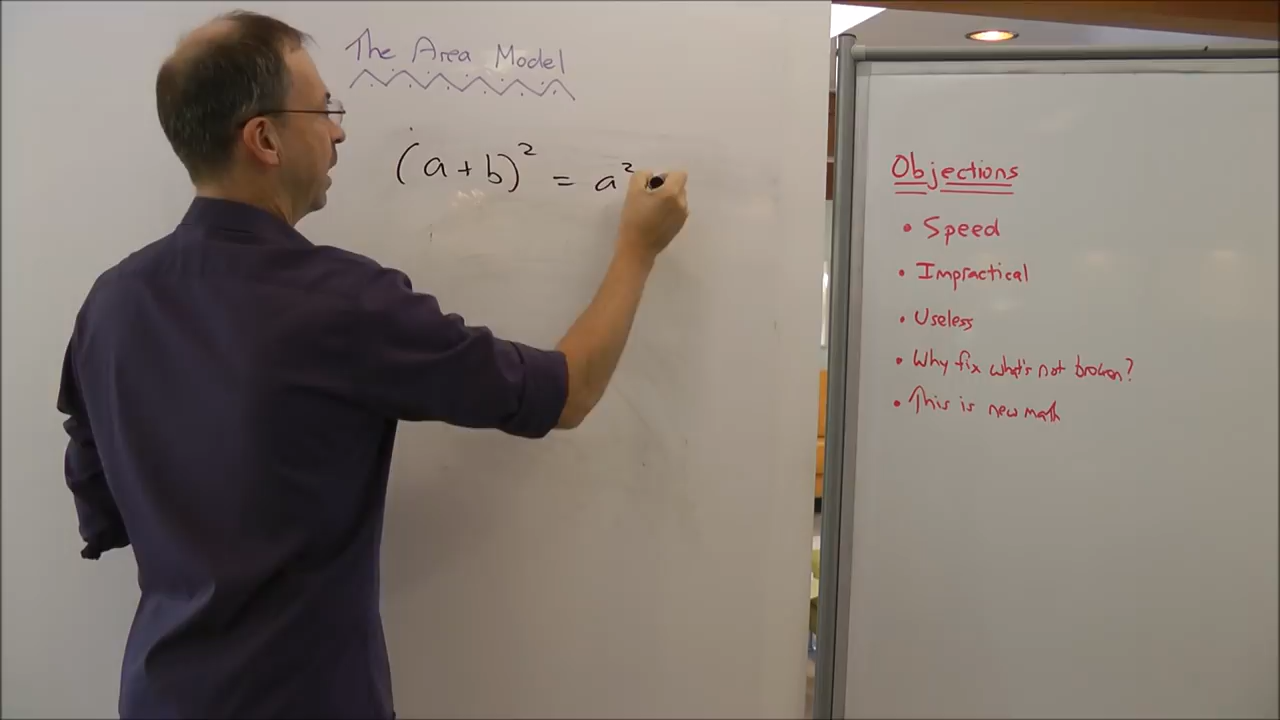 The Area Model
(a+b)² = a²
Objections
• Speed
• Impractical
• Useless
• Why fix what's not broken?
• This is new math